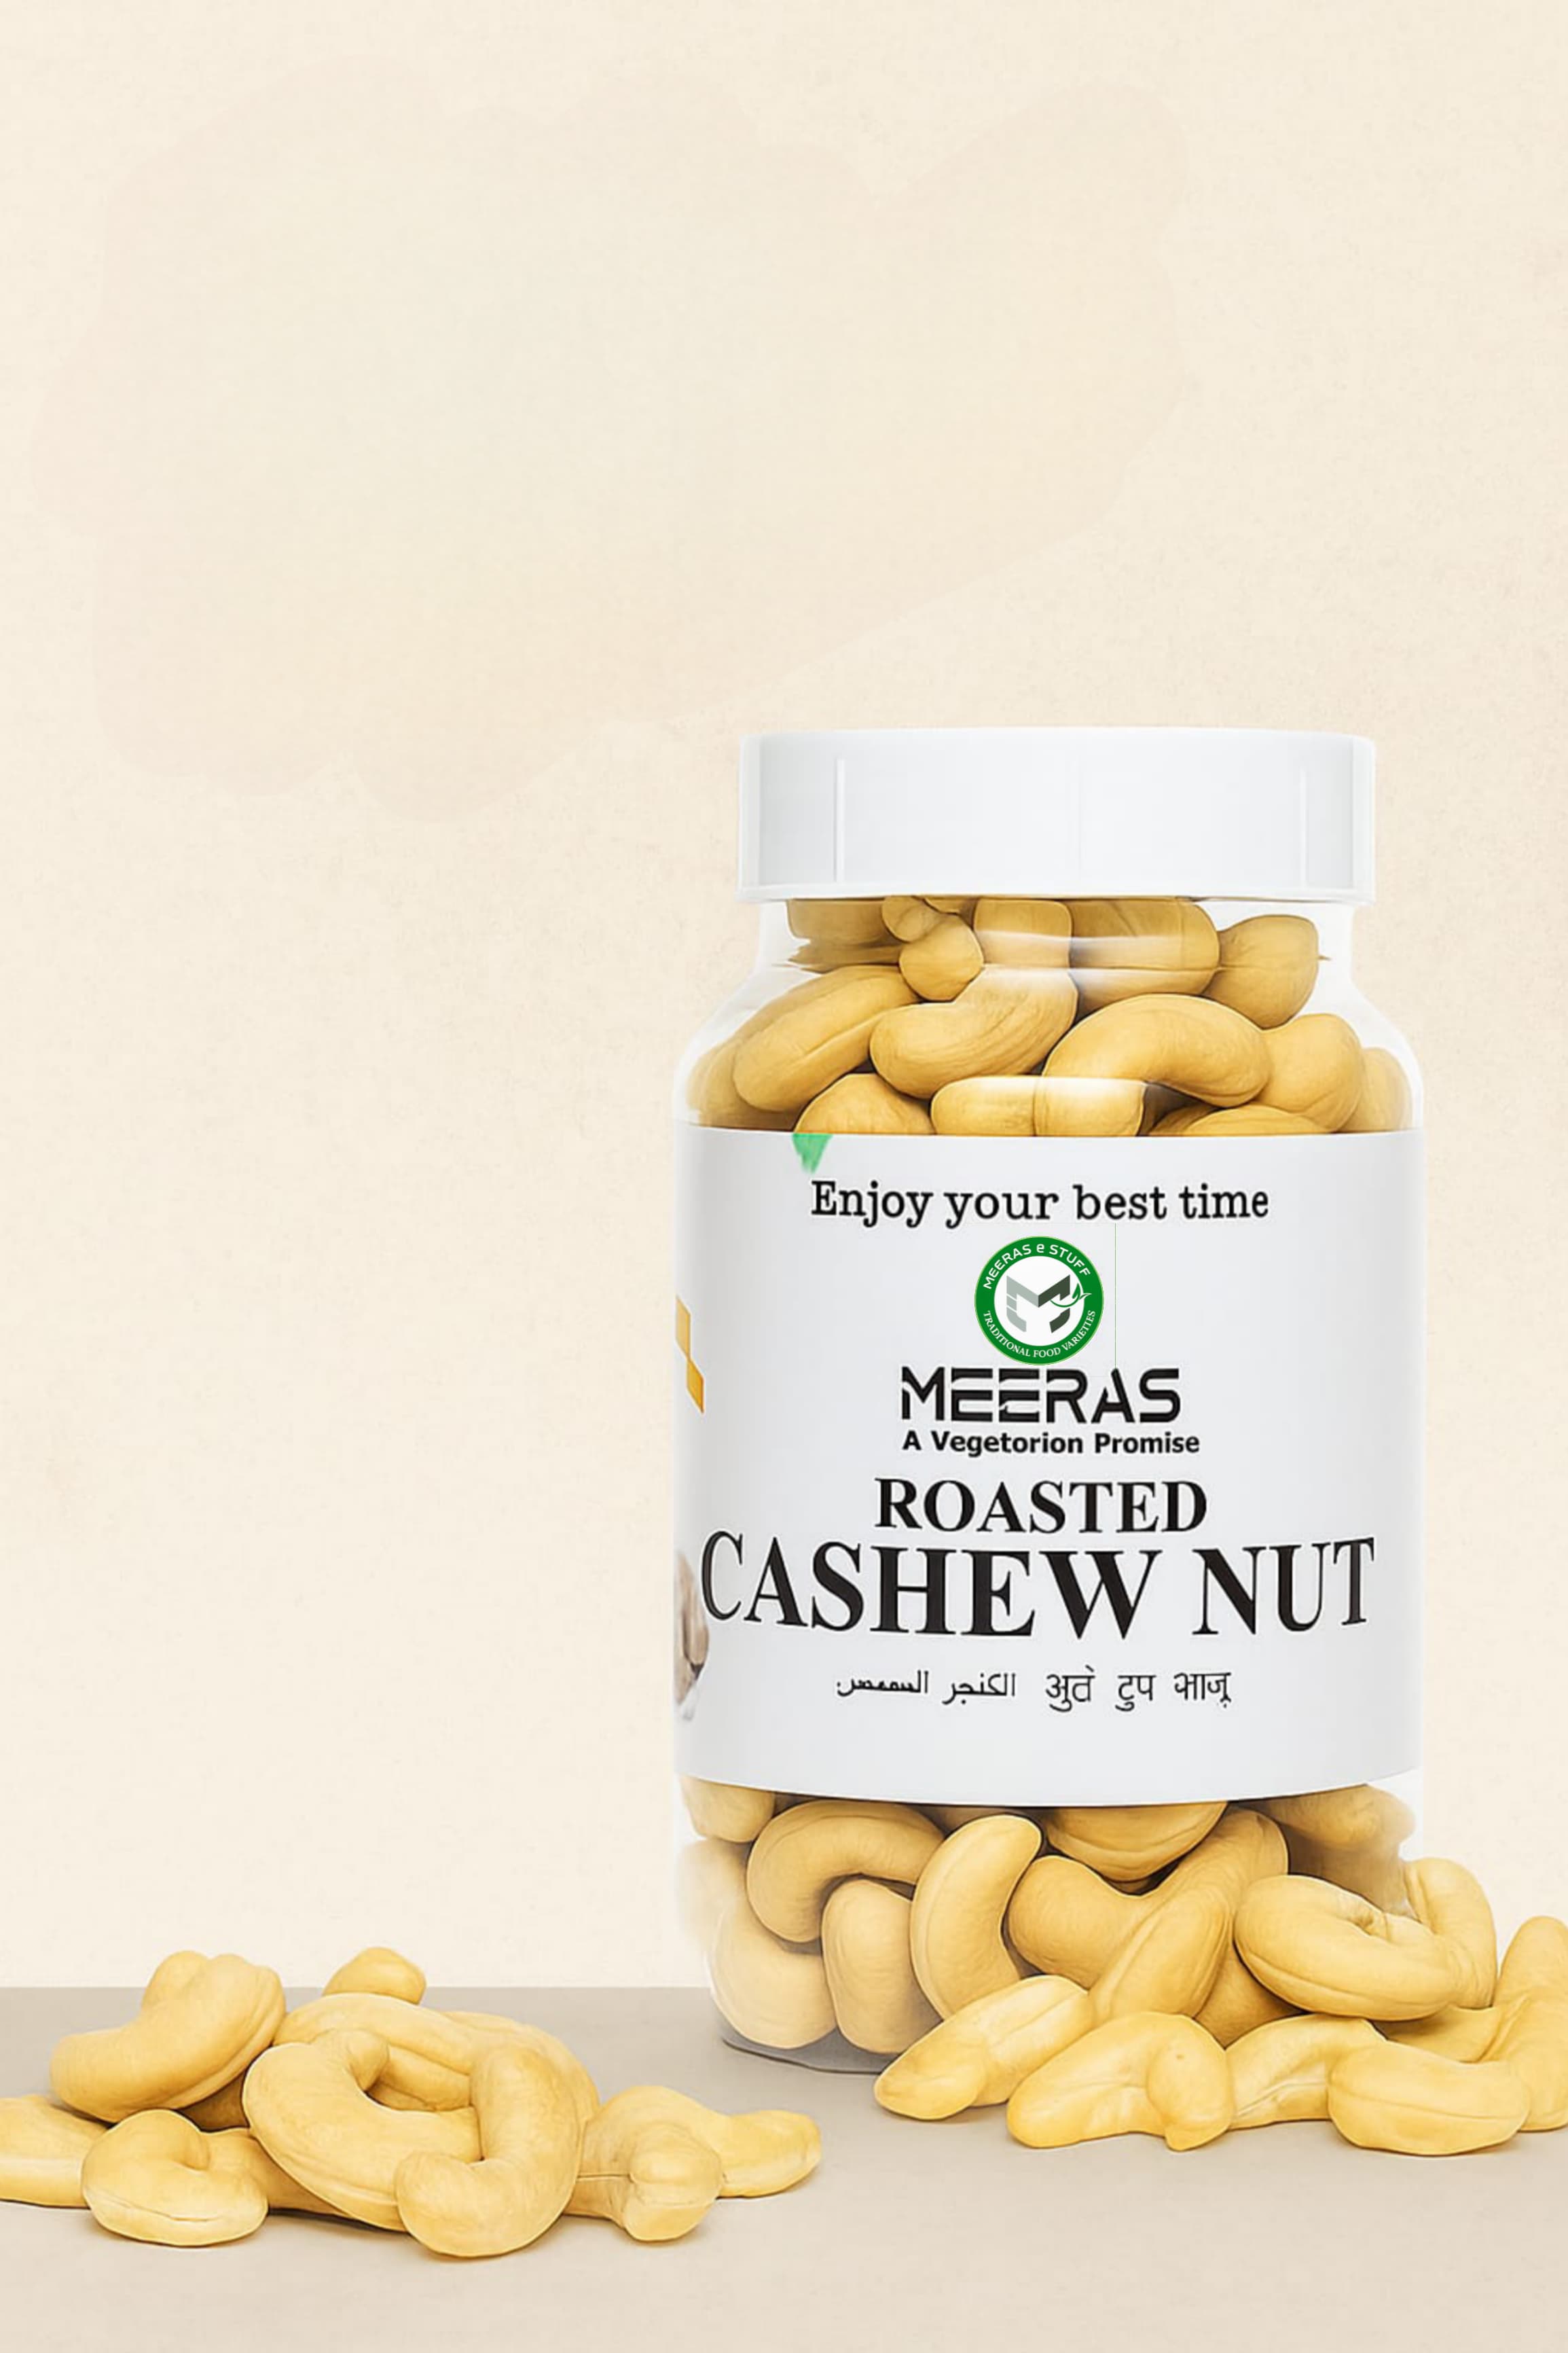 Enjoy your best time
MEERAS e STUFF
TRADITIONAL FOOD VARIETIES
MEERAS
A Vegetorion Promise
ROASTED
CASHEW NUT
الكنجر
टुप